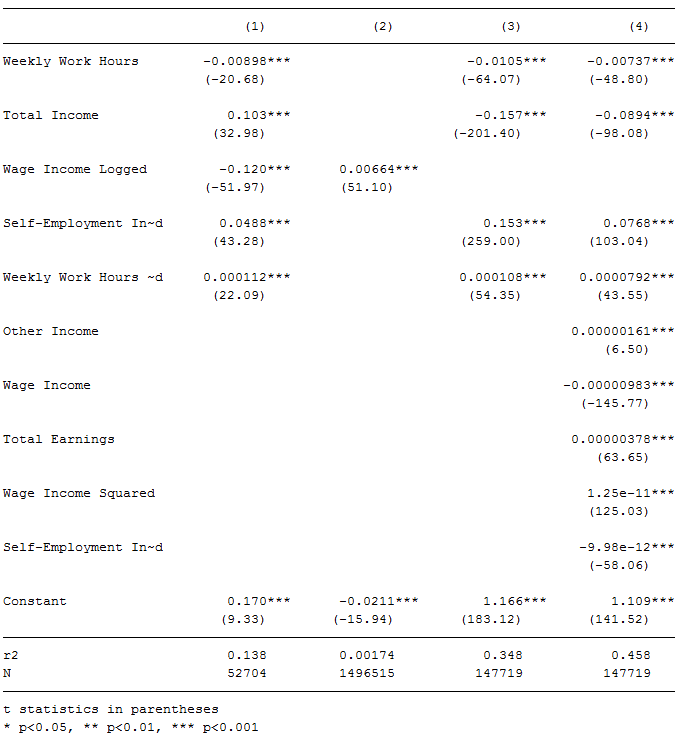 (1) (2) (3) (4)
Weekly Work Hours -0.00898*** -0.0105*** -0.00737***
(-20.68) (-64.07) (-48.80)
Total Income 0.103*** -0.157*** -0.0894***
(32.98) (-201.40) (-98.08)
Wage Income Logged -0.120*** 0.00664***
(-51.97) (51.10)
Self-Employment In~d 0.0488*** 0.153*** 0.0768***
(43.28) (259.00) (103.04)
Weekly Work Hours ~d 0.000112*** 0.000108*** 0.0000792***
(22.09) (54.35) (43.55)
Other Income 0.00000161***
(6.50)
Wage Income -0.00000983***
(-145.77)
Total Earnings 0.00000378***
(63.65)
Wage Income Squared 1.25e-11***
(125.03)
Self-Employment In~d -9.98e-12***
(-58.06)
Constant 0.170*** -0.0211*** 1.166*** 1.109***
(9.33) (-15.94) (183.12) (141.52)
r2 0.138 0.00174 0.348 0.458
N 52704 1496515 147719 147719
t statistics in parentheses
* p<0.05, ** p<0.01, *** p<0.001